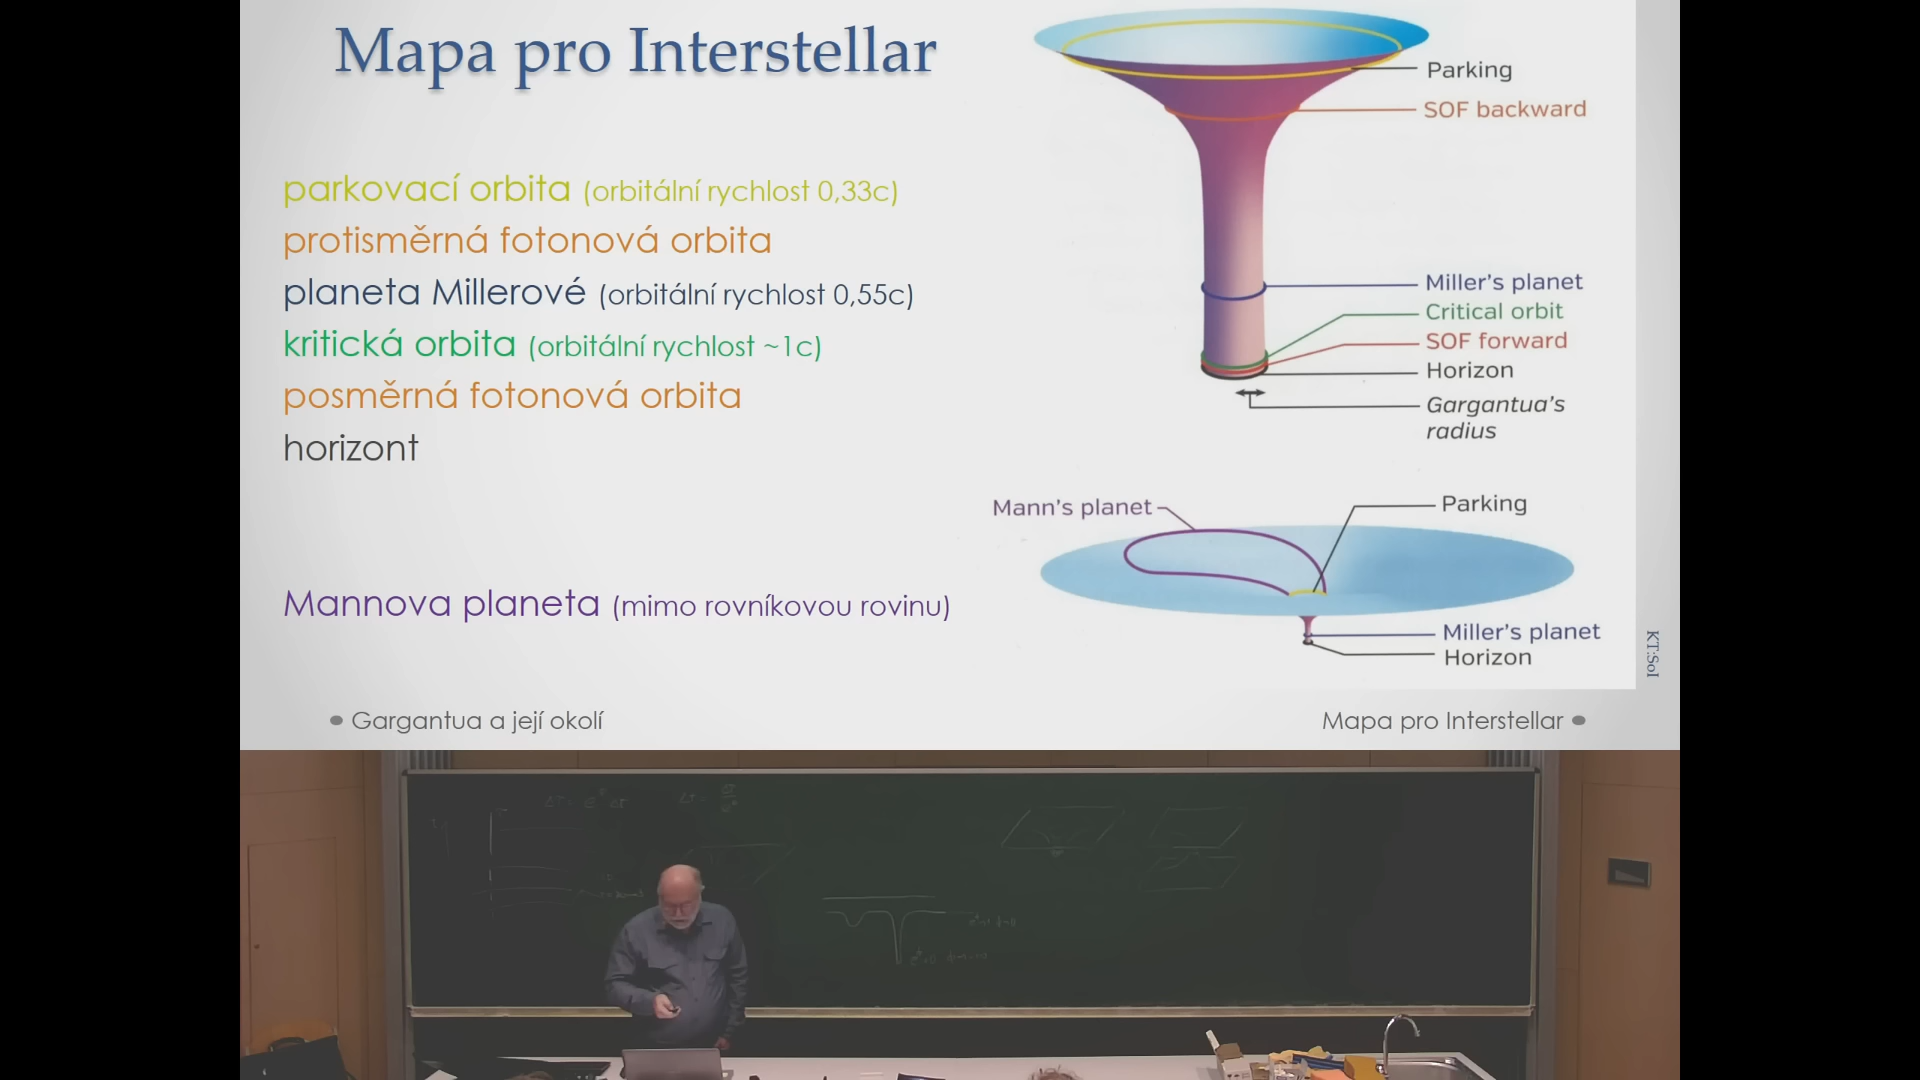 Mapa pro Interstellar
parkovací orbita (orbitální rychlost 0,33c)
protisměrná fotonová orbita
planeta Millerové (orbitální rychlost 0,55c)
kritická orbita (orbitální rychlost ~1c)
posměrná fotonová orbita
horizont
Mannova planeta (mimo rovníkovou rovinu)
Parking
SOF backward
Miller's planet
Critical orbit
SOF forward
Horizon
Gargantua's
radius
Mann's planet
Parking
Miller's planet
Horizon
KT:SoI
• Gargantua a její okolí
Mapa pro Interstellar •